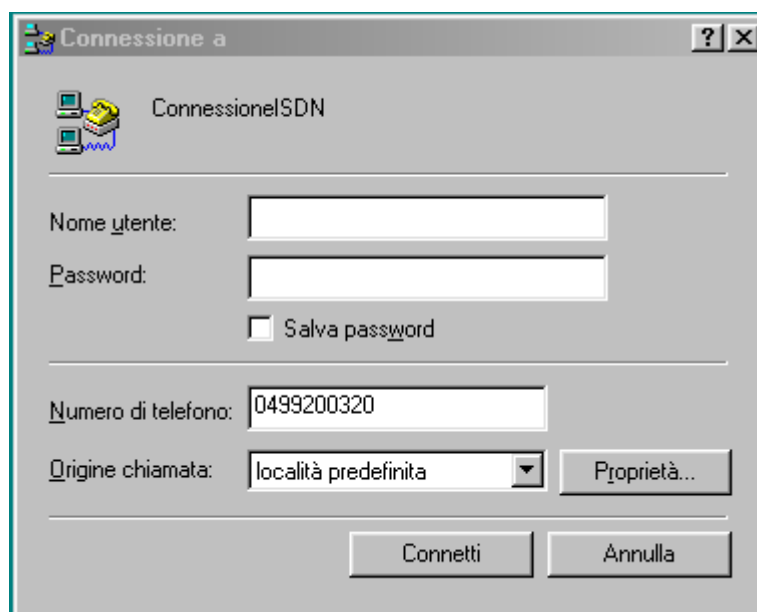 Connessione a
ConnessioneISDN
Nome utente:
Password:
Salva password
Numero di telefono: 0499200320
Origine chiamata: località predefinita Proprietà...
Connetti Annulla